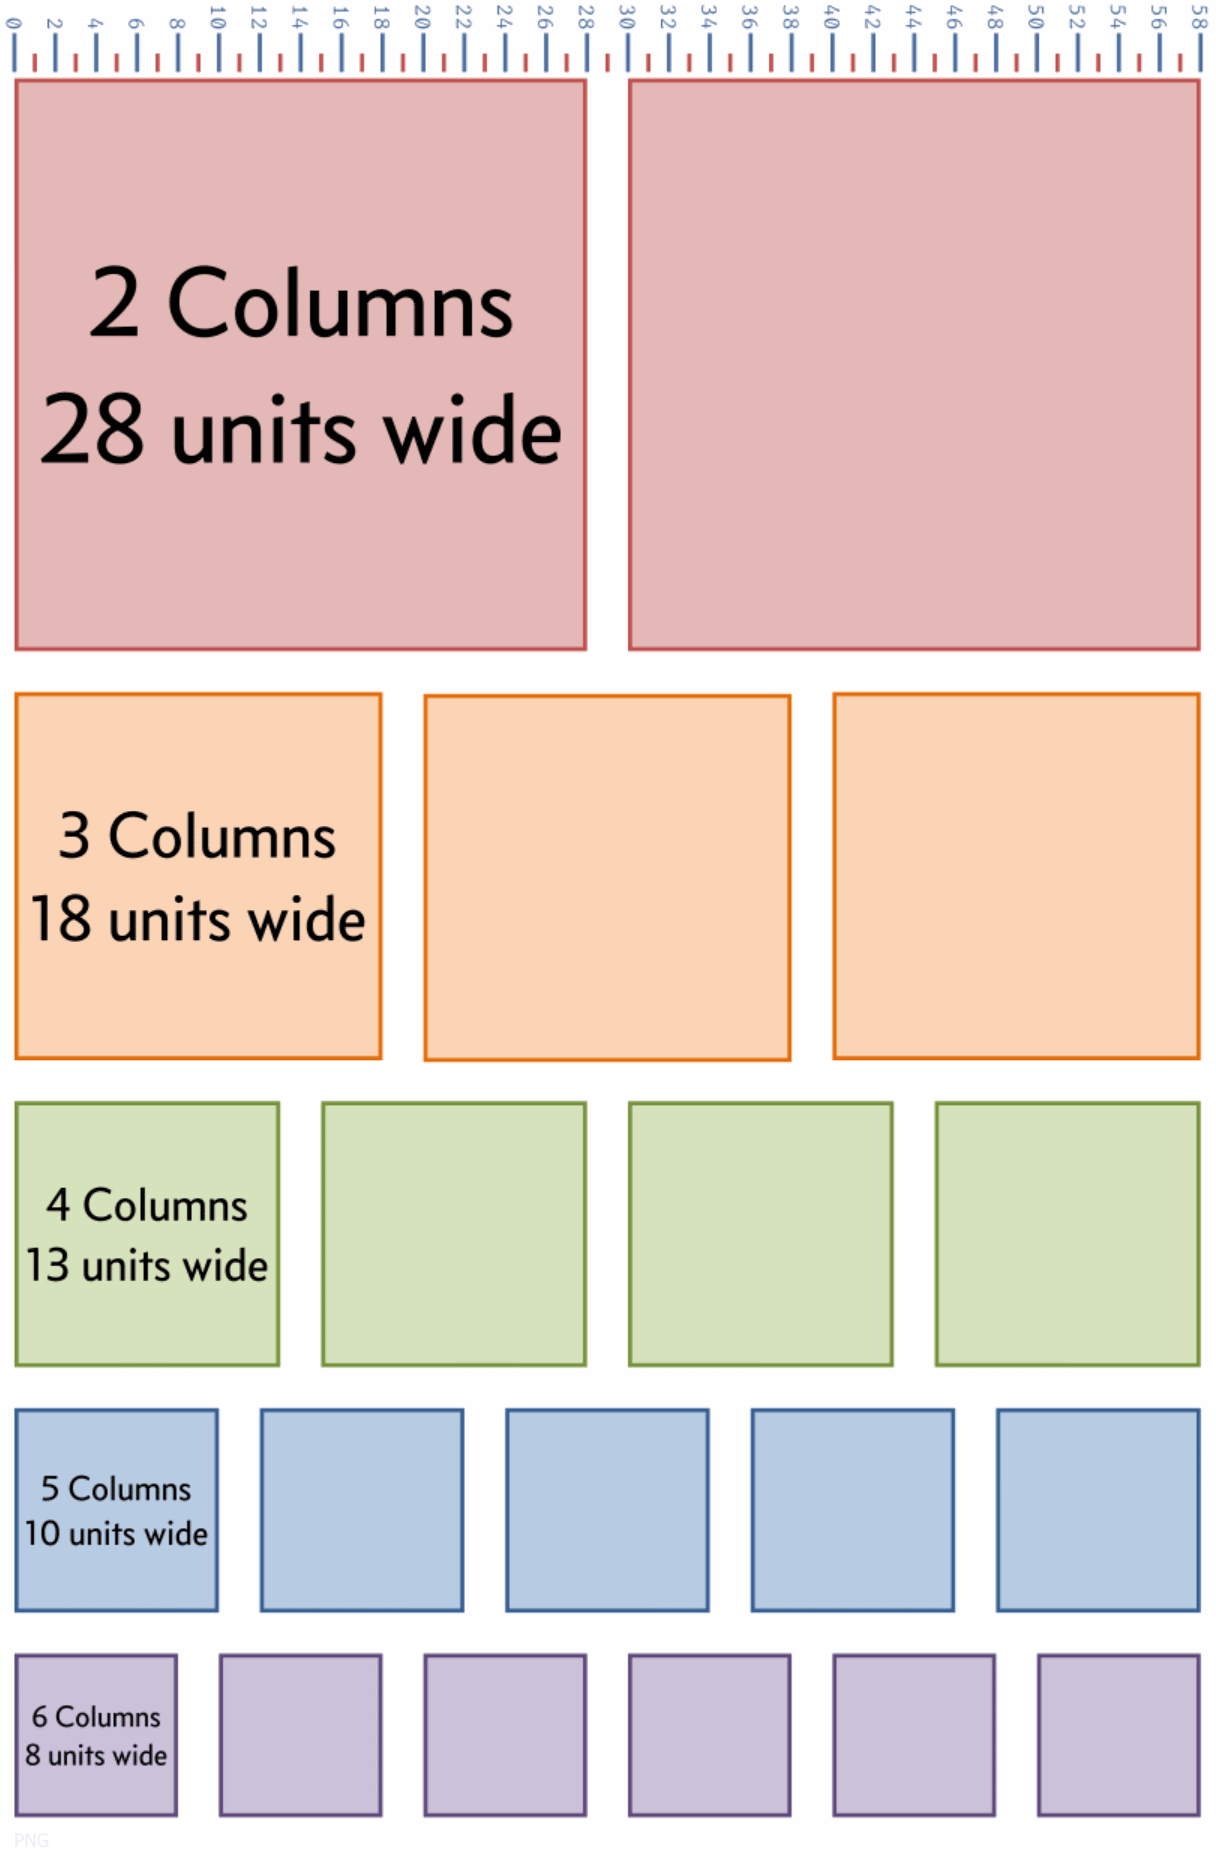 0 2 4 6 8 10 12 14 16 18 20 22 24 26 28 30 32 34 36 38 40 42 44 46 48 50 52 54 56 58
2 Columns
28 units wide
3 Columns
18 units wide
4 Columns
13 units wide
5 Columns
10 units wide
6 Columns
8 units wide
PNG